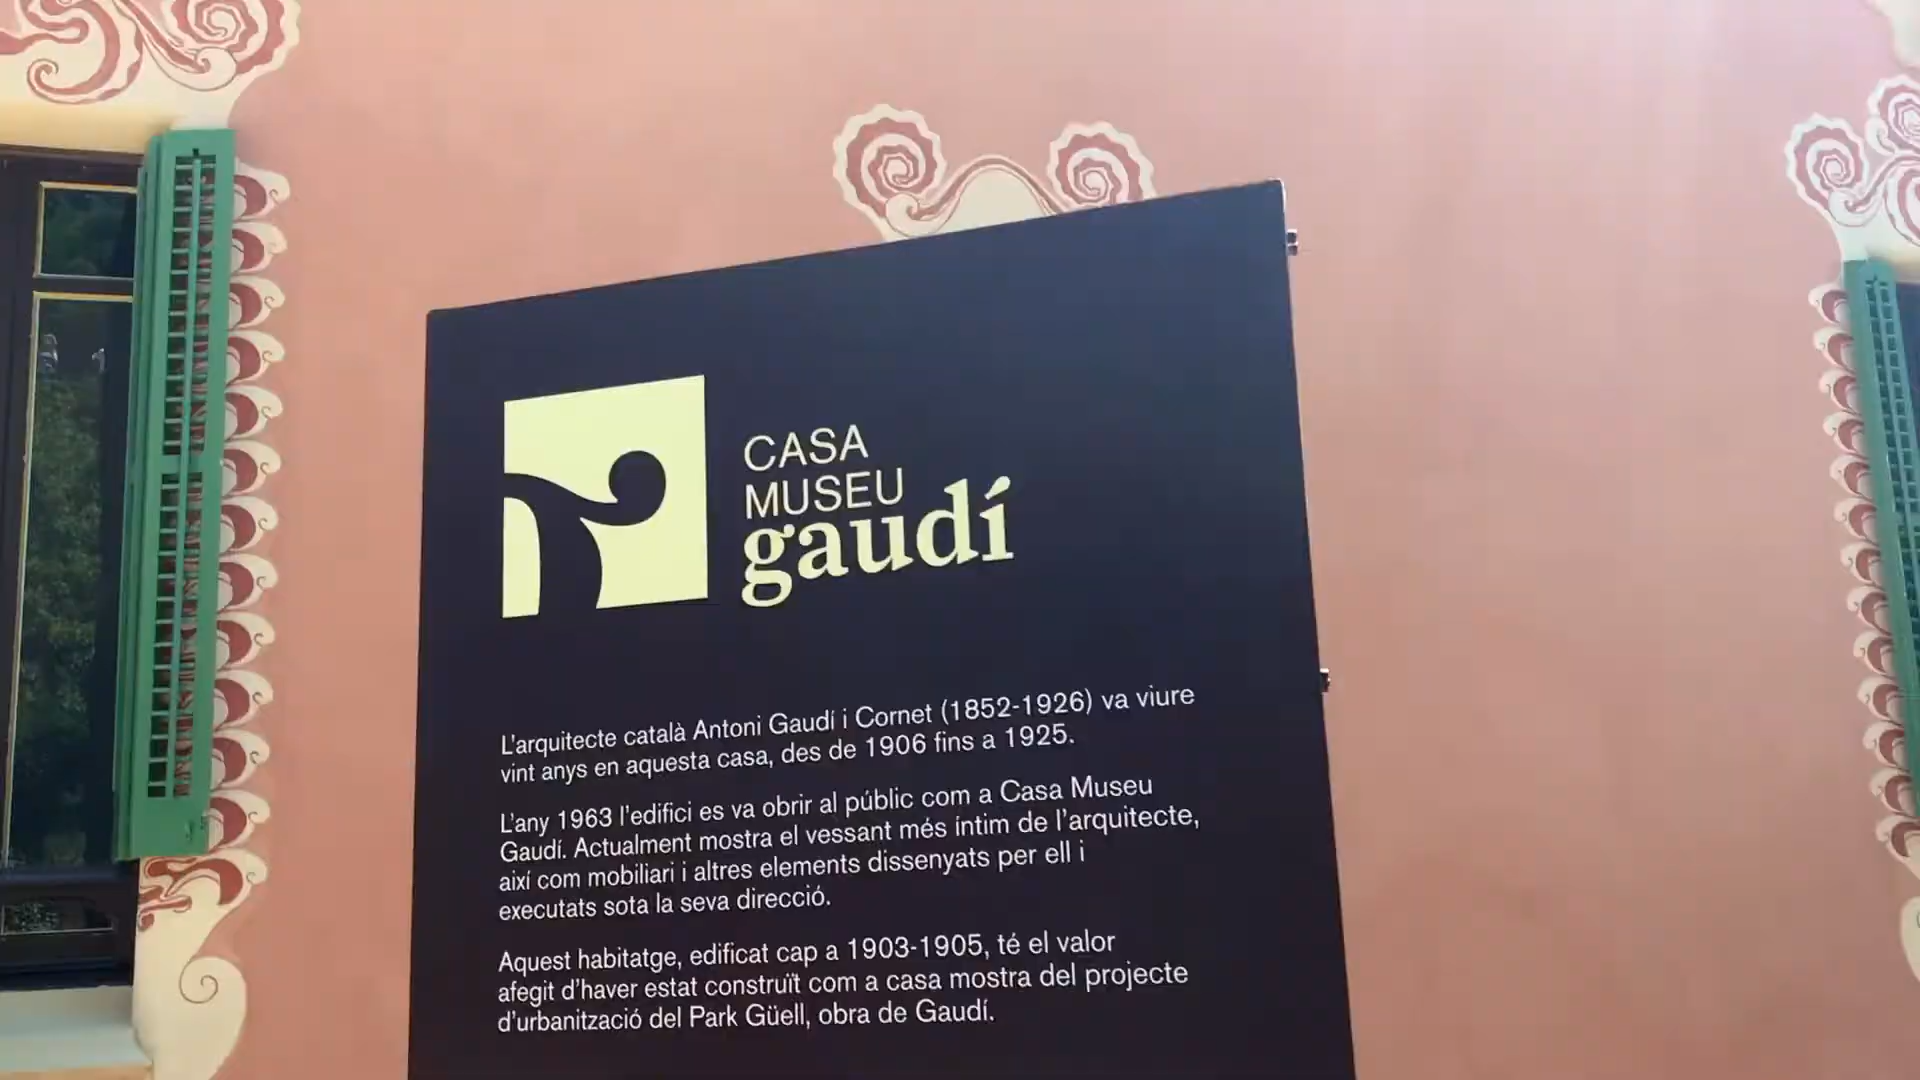 CASA
MUSEU
gaudí
L'arquitecte català Antoni Gaudí i Cornet (1852-1926) va viure
vint anys en aquesta casa, des de 1906 fins a 1925.
L'any 1963 l'edifici es va obrir al públic com a Casa Museu
Gaudí. Actualment mostra el vessant més íntim de l'arquitecte,
així com mobiliari i altres elements dissenyats per ell i
executats sota la seva direcció.
Aquest habitatge, edificat cap a 1903-1905, té el valor
afegit d'haver estat construït com a casa mostra del projecte
d'urbanització del Park Güell, obra de Gaudí.